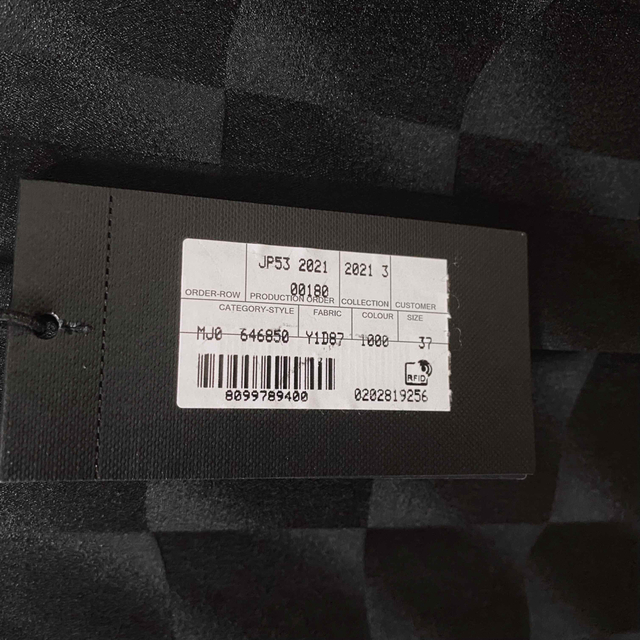 JP53 2021 2021 3
00180
ORDER-ROW PRODUCTION ORDER COLLECTION CUSTOMER
CATEGORY-STYLE FABRIC COLOUR SIZE
MJ0 646850 Y1D87 1000 37
RFID
8099789400 0202819256